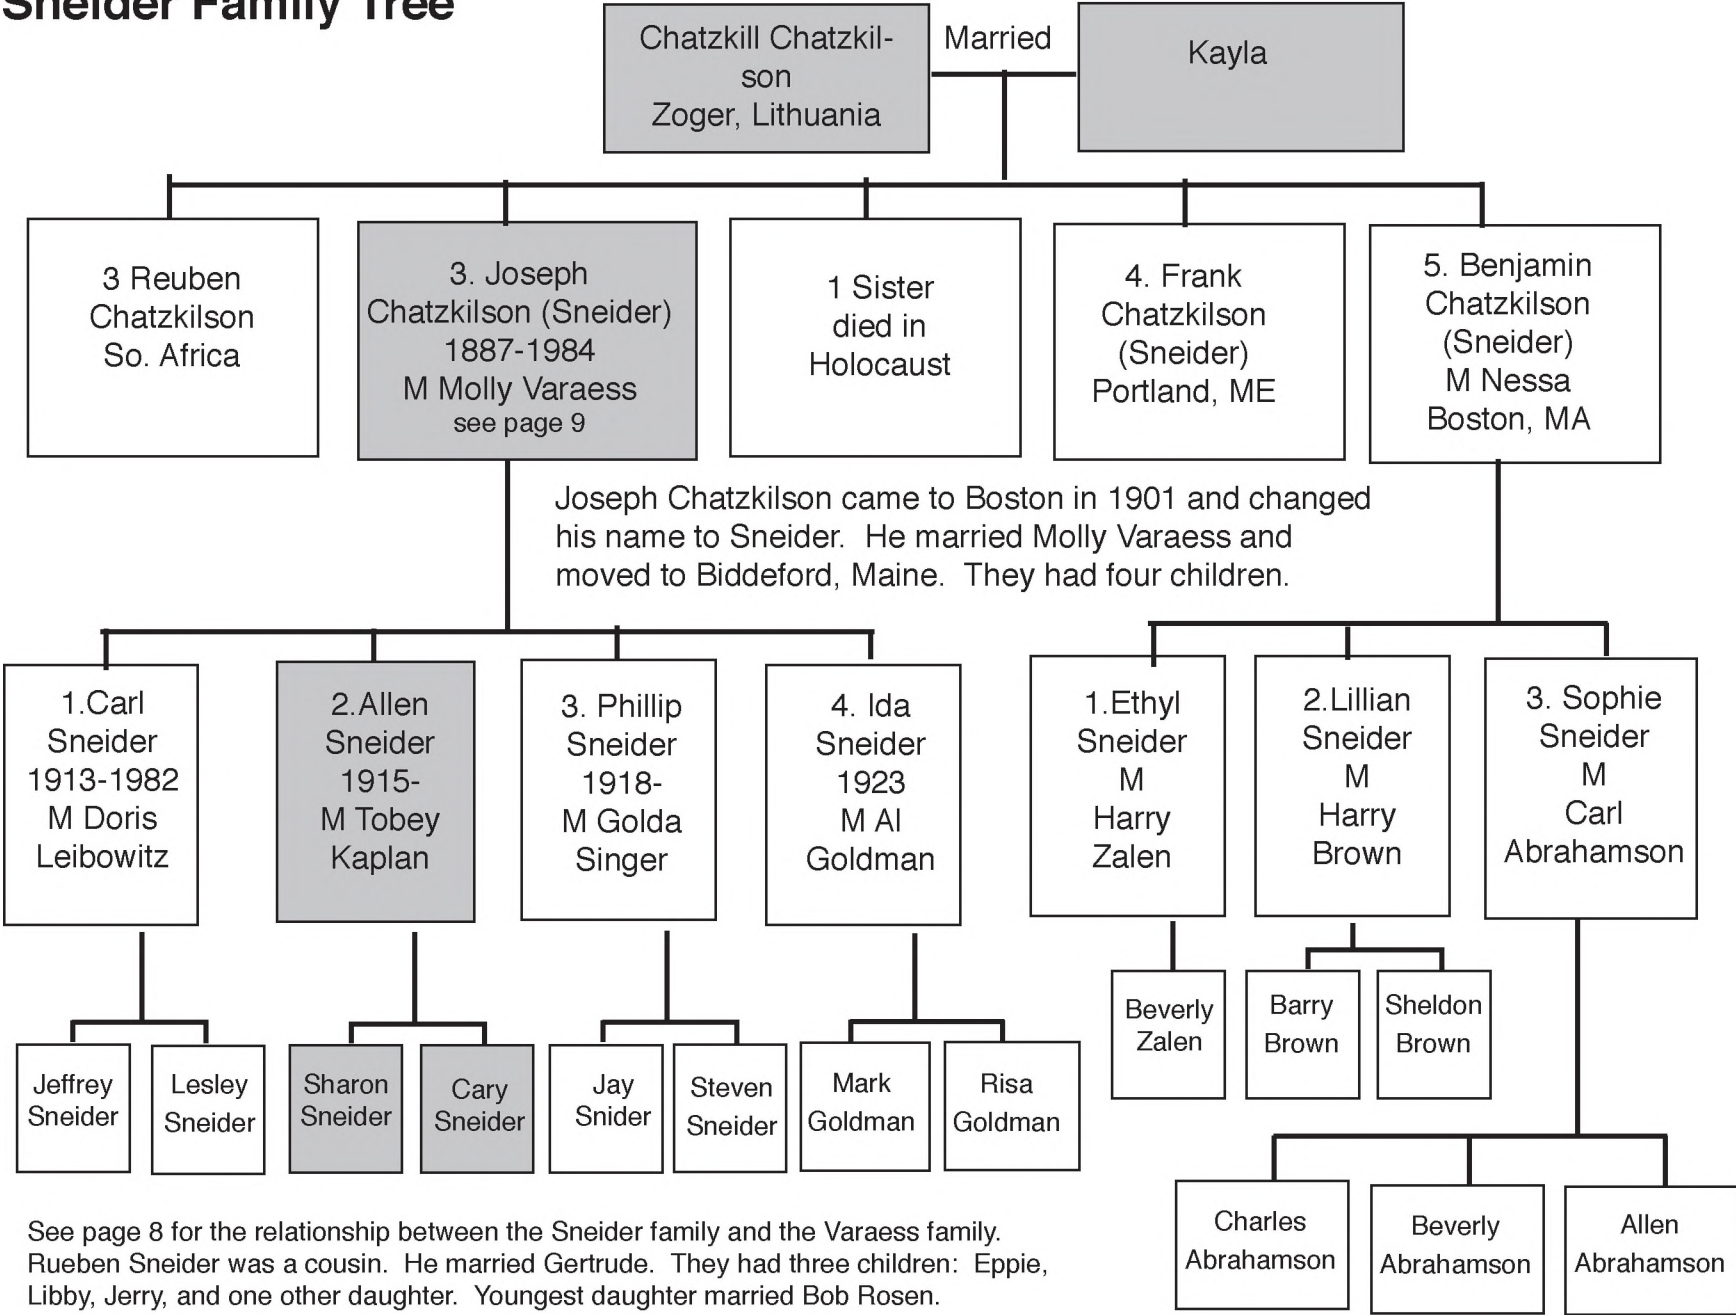 Sneider Family Tree
Chatzkill Chatzkil-
son
Zoger, Lithuania
Married
Kayla
3 Reuben
Chatzkilson
So. Africa
3. Joseph
Chatzkilson (Sneider)
1887-1984
M Molly Varaess
see page 9
1 Sister
died in
Holocaust
4. Frank
Chatzkilson
(Sneider)
Portland, ME
5. Benjamin
Chatzkilson
(Sneider)
M Nessa
Boston, MA
Joseph Chatzkilson came to Boston in 1901 and changed
his name to Sneider.  He married Molly Varaess and
moved to Biddeford, Maine.  They had four children.
1.Carl
Sneider
1913-1982
M Doris
Leibowitz
2.Allen
Sneider
1915-
M Tobey
Kaplan
3. Phillip
Sneider
1918-
M Golda
Singer
4. Ida
Sneider
1923
M Al
Goldman
1.Ethyl
Sneider
M
Harry
Zalen
2.Lillian
Sneider
M
Harry
Brown
3. Sophie
Sneider
M
Carl
Abrahamson
Jeffrey
Sneider
Lesley
Sneider
Sharon
Sneider
Cary
Sneider
Jay
Snider
Steven
Sneider
Mark
Goldman
Risa
Goldman
Beverly
Zalen
Barry
Brown
Sheldon
Brown
Charles
Abrahamson
Beverly
Abrahamson
Allen
Abrahamson
See page 8 for the relationship between the Sneider family and the Varaess family.
Rueben Sneider was a cousin.  He married Gertrude.  They had three children:  Eppie,
Libby, Jerry, and one other daughter.  Youngest daughter married Bob Rosen.